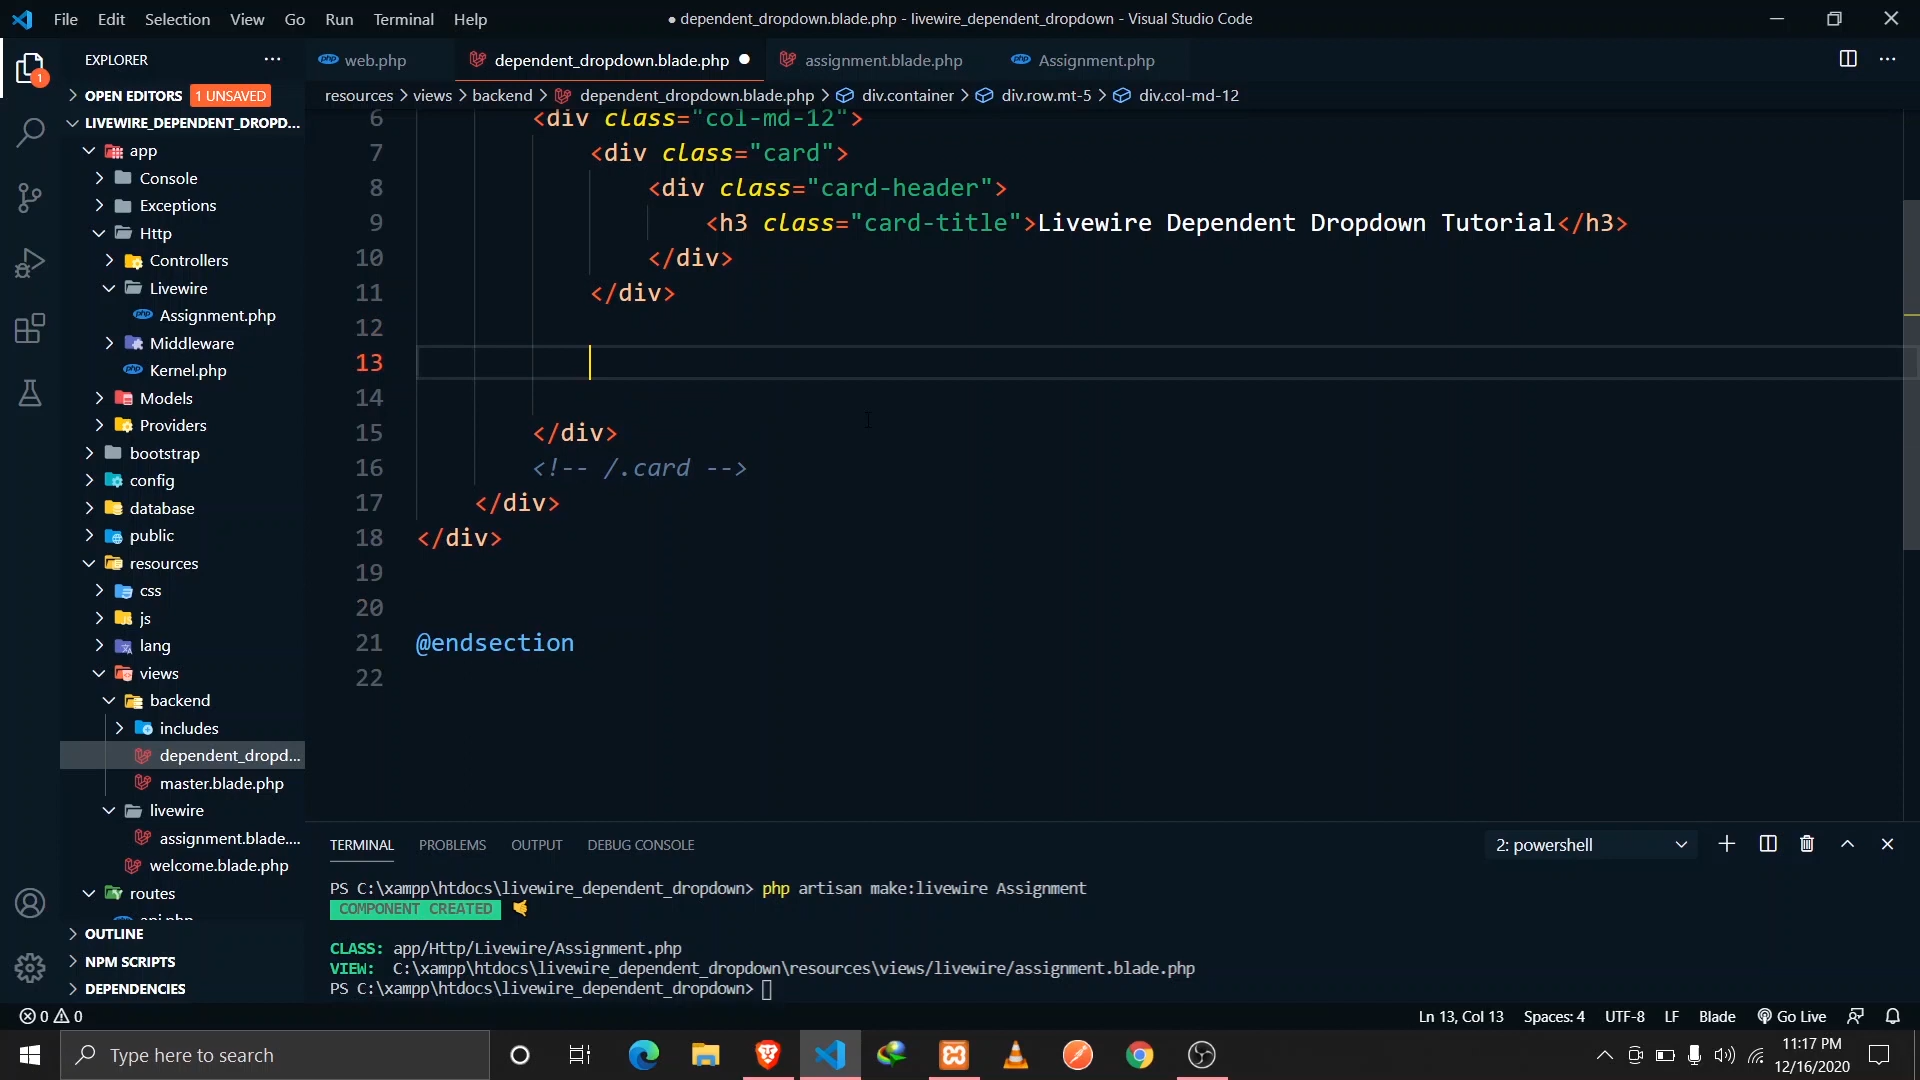 File Edit Selection View Go Run Terminal Help
● dependent_dropdown.blade.php - livewire_dependent_dropdown - Visual Studio Code
EXPLORER
web.php
dependent_dropdown.blade.php
assignment.blade.php
Assignment.php
resources > views > backend > dependent_dropdown.blade.php > div.container > div.row.mt-5 > div.col-md-12
1
OPEN EDITORS 1 UNSAVED
LIVEWIRE_DEPENDENT_DROPD...
app
Console
Exceptions
Http
Controllers
Livewire
Assignment.php
Middleware
Kernel.php
Models
Providers
bootstrap
config
database
public
resources
css
js
lang
views
backend
includes
dependent_dropd...
master.blade.php
livewire
assignment.blade....
welcome.blade.php
routes
api.php
OUTLINE
NPM SCRIPTS
DEPENDENCIES
6 <div class="col-md-12">
7 <div class="card">
8 <div class="card-header">
9 <h3 class="card-title">Livewire Dependent Dropdown Tutorial</h3>
10 </div>
11 </div>
12
13
14
15 </div>
16 <!-- /.card -->
17 </div>
18 </div>
19
20
21 @endsection
22
TERMINAL PROBLEMS OUTPUT DEBUG CONSOLE
2: powershell
PS C:\xampp\htdocs\livewire_dependent_dropdown> php artisan make:livewire Assignment
COMPONENT CREATED 🤙
CLASS: app/Http/Livewire/Assignment.php
VIEW: C:\xampp\htdocs\livewire_dependent_dropdown\resources\views/livewire/assignment.blade.php
PS C:\xampp\htdocs\livewire_dependent_dropdown>
0 0
Ln 13, Col 13 Spaces: 4 UTF-8 LF Blade Go Live
Type here to search
11:17 PM
12/16/2020